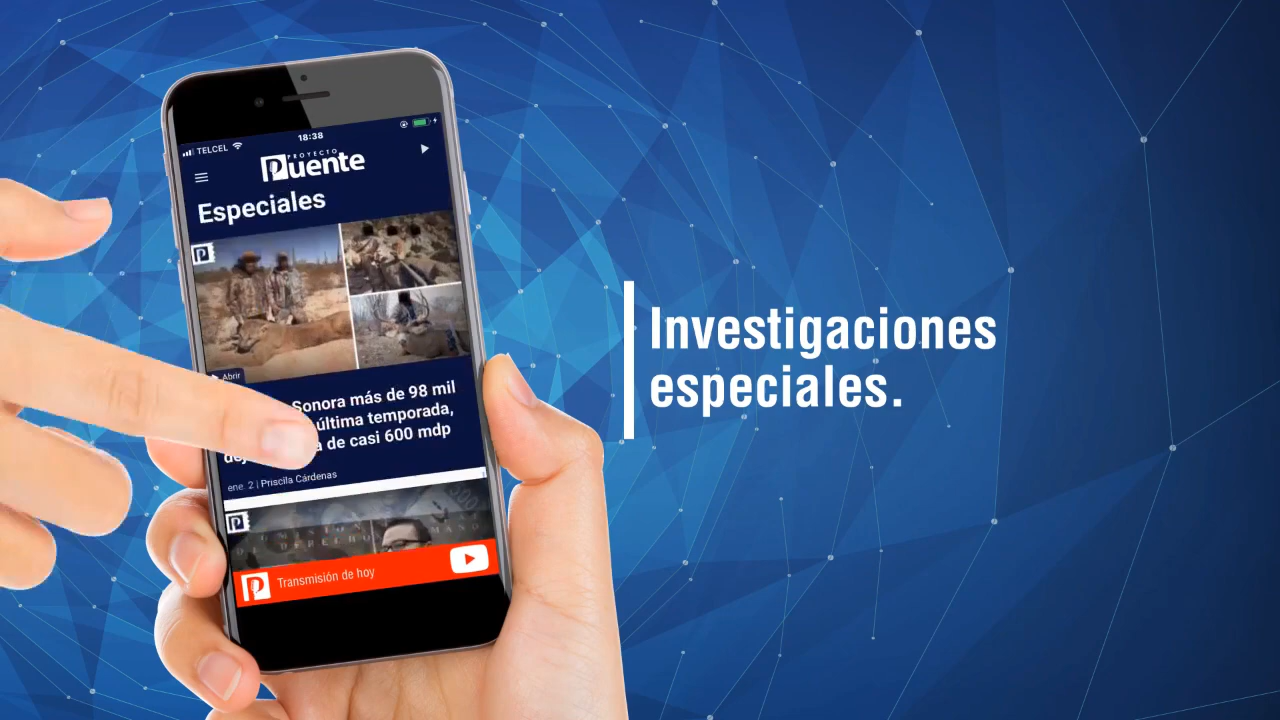 TELCEL
18:38
PROYECTO
Puente
Especiales
Abrir
Sonora más de 98 mil
última temporada,
de casi 600 mdp
ene. 2 | Priscila Cárdenas
Transmisión de hoy
Investigaciones
especiales.